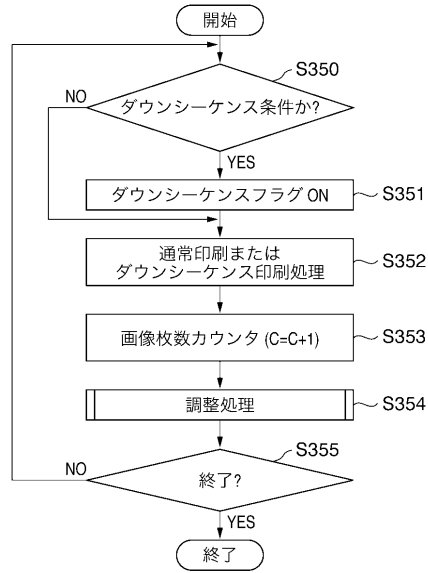 開始
S350
ダウンシーケンス条件か?
NO
YES
ダウンシーケンスフラグ ON
S351
通常印刷または
ダウンシーケンス印刷処理
S352
画像枚数カウンタ (C=C+1)
S353
調整処理
S354
S355
終了?
NO
YES
終了